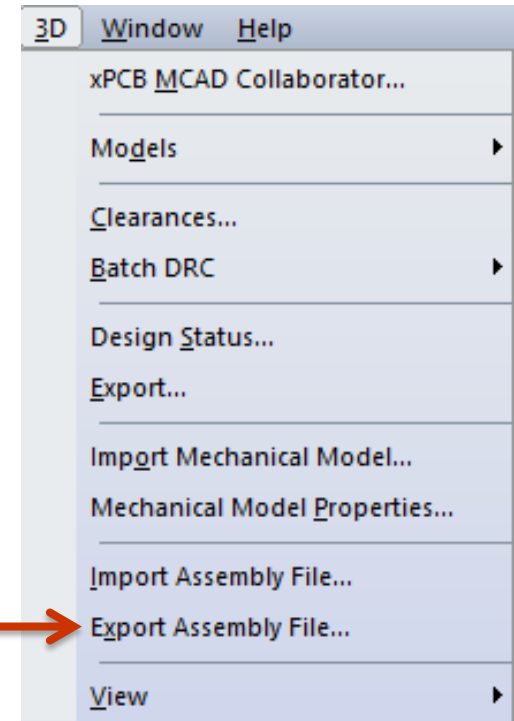 3D Window Help
xPCB MCAD Collaborator...
Models
Clearances...
Batch DRC
Design Status...
Export...
Import Mechanical Model...
Mechanical Model Properties...
Import Assembly File...
Export Assembly File...
View